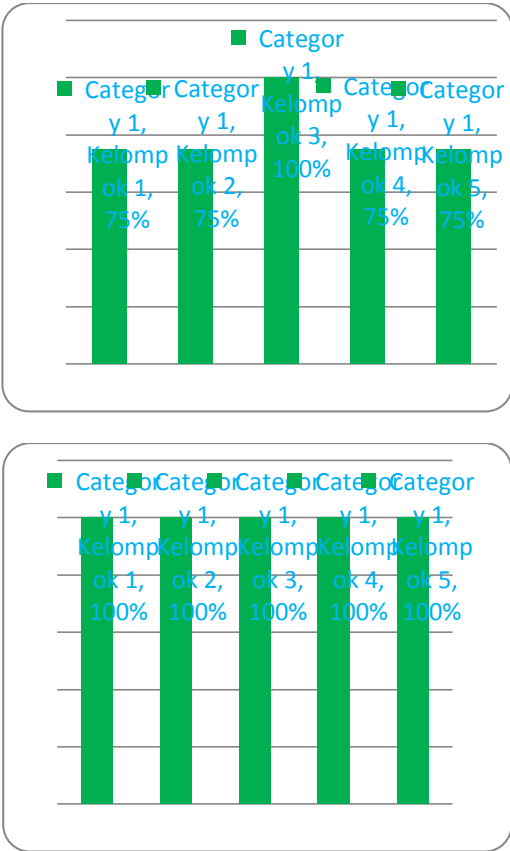 Categor
y 1,
Kelomp
ok 3,
100%
Categor
y 1,
Kelomp
ok 1,
75%
Categor
y 1,
Kelomp
ok 2,
75%
Categor
y 1,
Kelomp
ok 4,
75%
Categor
y 1,
Kelomp
ok 5,
75%
Categor
y 1,
Kelomp
ok 1,
100%
Categor
y 1,
Kelomp
ok 2,
100%
Categor
y 1,
Kelomp
ok 3,
100%
Categor
y 1,
Kelomp
ok 4,
100%
Categor
y 1,
Kelomp
ok 5,
100%